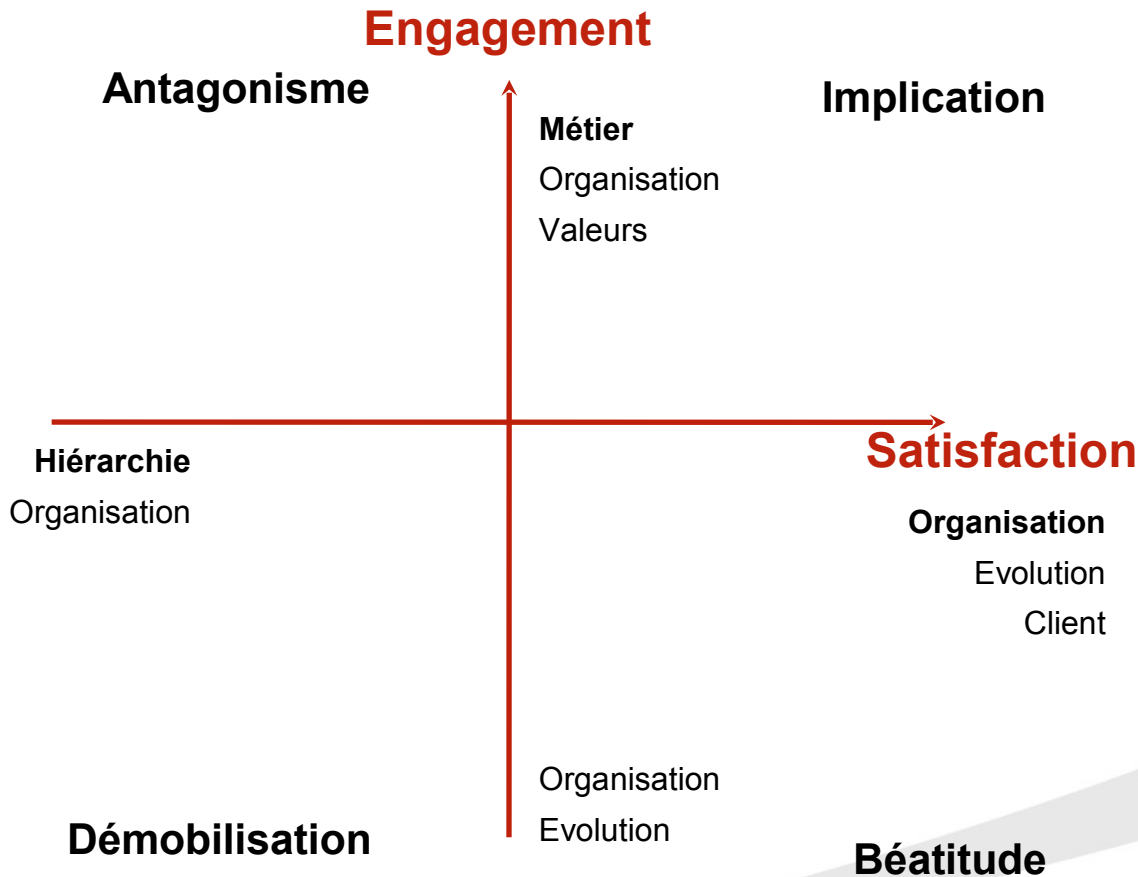 Engagement
Antagonisme
Implication
Métier
Organisation
Valeurs
Hiérarchie
Organisation
Satisfaction
Organisation
Evolution
Client
Organisation
Evolution
Démobilisation
Béatitude